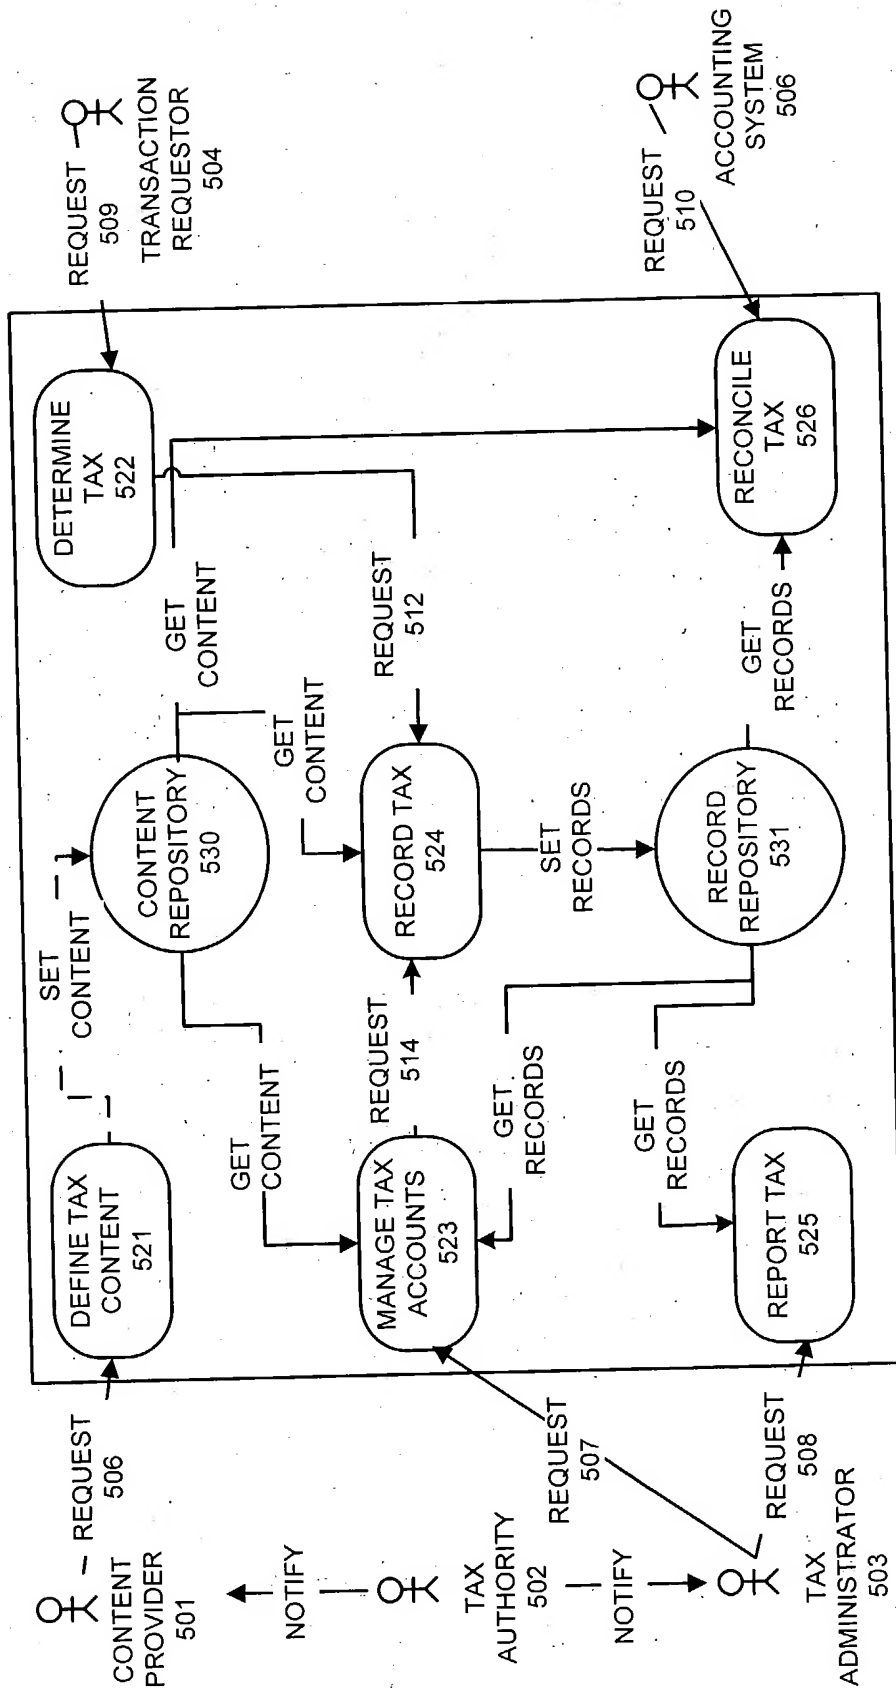 CONTENT
PROVIDER
501
REQUEST
506
NOTIFY
TAX
AUTHORITY
502
NOTIFY
TAX
ADMINISTRATOR
503
REQUEST
507
REQUEST
508
DEFINE TAX
CONTENT
521
SET
CONTENT
CONTENT
REPOSITORY
530
GET
CONTENT
GET
CONTENT
GET
CONTENT
DETERMINE
TAX
522
REQUEST
509
TRANSACTION
REQUESTOR
504
MANAGE TAX
ACCOUNTS
523
REQUEST
514
RECORD TAX
524
REQUEST
512
GET
RECORDS
SET
RECORDS
REPORT TAX
525
GET
RECORDS
RECORD
REPOSITORY
531
GET
RECORDS
RECONCILE
TAX
526
REQUEST
510
ACCOUNTING
SYSTEM
506